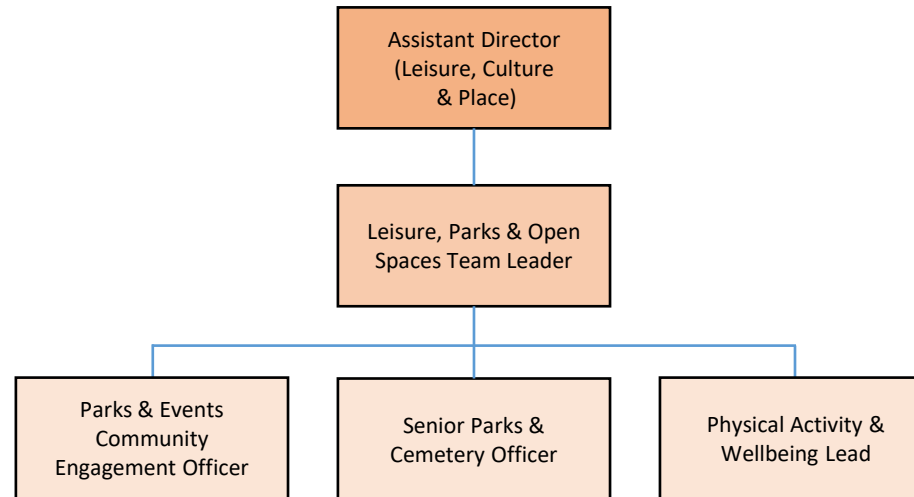 Assistant Director
(Leisure, Culture
& Place)
Leisure, Parks & Open
Spaces Team Leader
Parks & Events
Community
Engagement Officer
Senior Parks &
Cemetery Officer
Physical Activity &
Wellbeing Lead